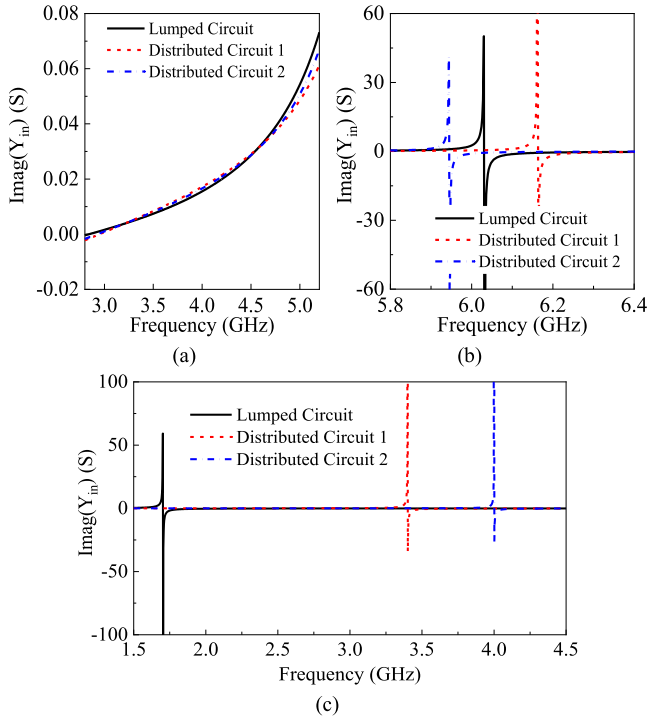 0.08
0.06
0.04
0.02
0.00
-0.02
Imag(Yin) (S)
Lumped Circuit
Distributed Circuit 1
Distributed Circuit 2
3.0 3.5 4.0 4.5 5.0
Frequency (GHz)
(a)
60
30
0
-30
-60
Imag(Yin) (S)
Lumped Circuit
Distributed Circuit 1
Distributed Circuit 2
5.8 6.0 6.2 6.4
Frequency (GHz)
(b)
100
50
0
-50
-100
Imag(Yin) (S)
Lumped Circuit
Distributed Circuit 1
Distributed Circuit 2
1.5 2.0 2.5 3.0 3.5 4.0 4.5
Frequency (GHz)
(c)